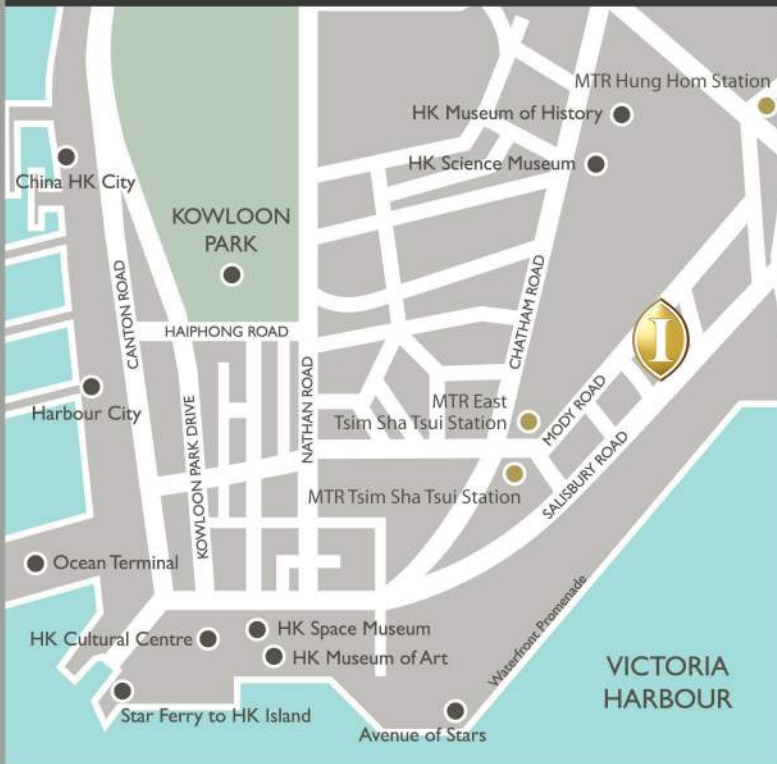 MTR Hung Hom Station
HK Museum of History
HK Science Museum
China HK City
KOWLOON
PARK
CANTON ROAD
HAIPHONG ROAD
CHATHAM ROAD
NATHAN ROAD
I
Harbour City
MTR East
Tsim Sha Tsui Station
MODY ROAD
KOWLOON PARK DRIVE
SALISBURY ROAD
MTR Tsim Sha Tsui Station
Ocean Terminal
Waterfront Promenade
HK Space Museum
HK Cultural Centre
HK Museum of Art
VICTORIA
HARBOUR
Star Ferry to HK Island
Avenue of Stars